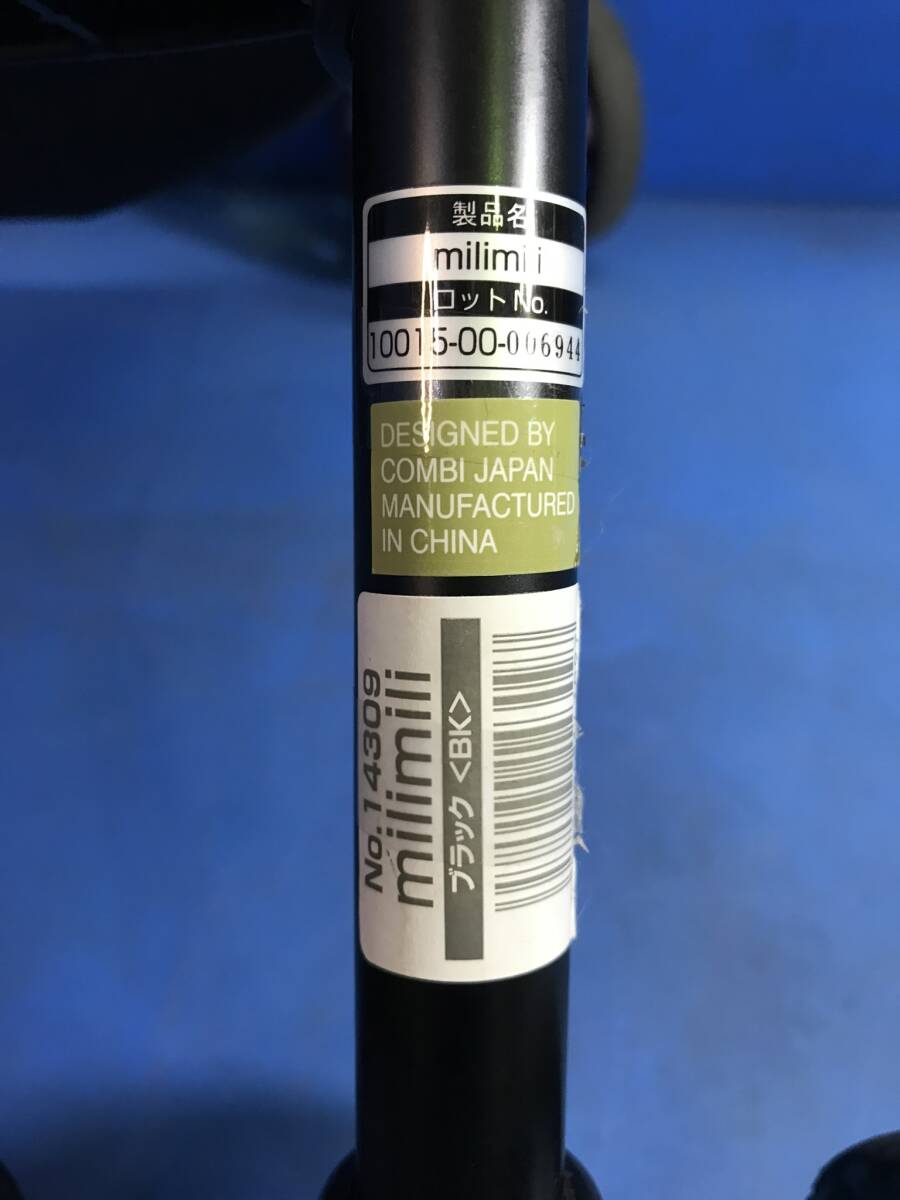 製品名
milimili
ロットNo.
10015-00-006944
DESIGNED BY
COMBI JAPAN
MANUFACTURED
IN CHINA
No.14309
milimili
ブラック <BK>